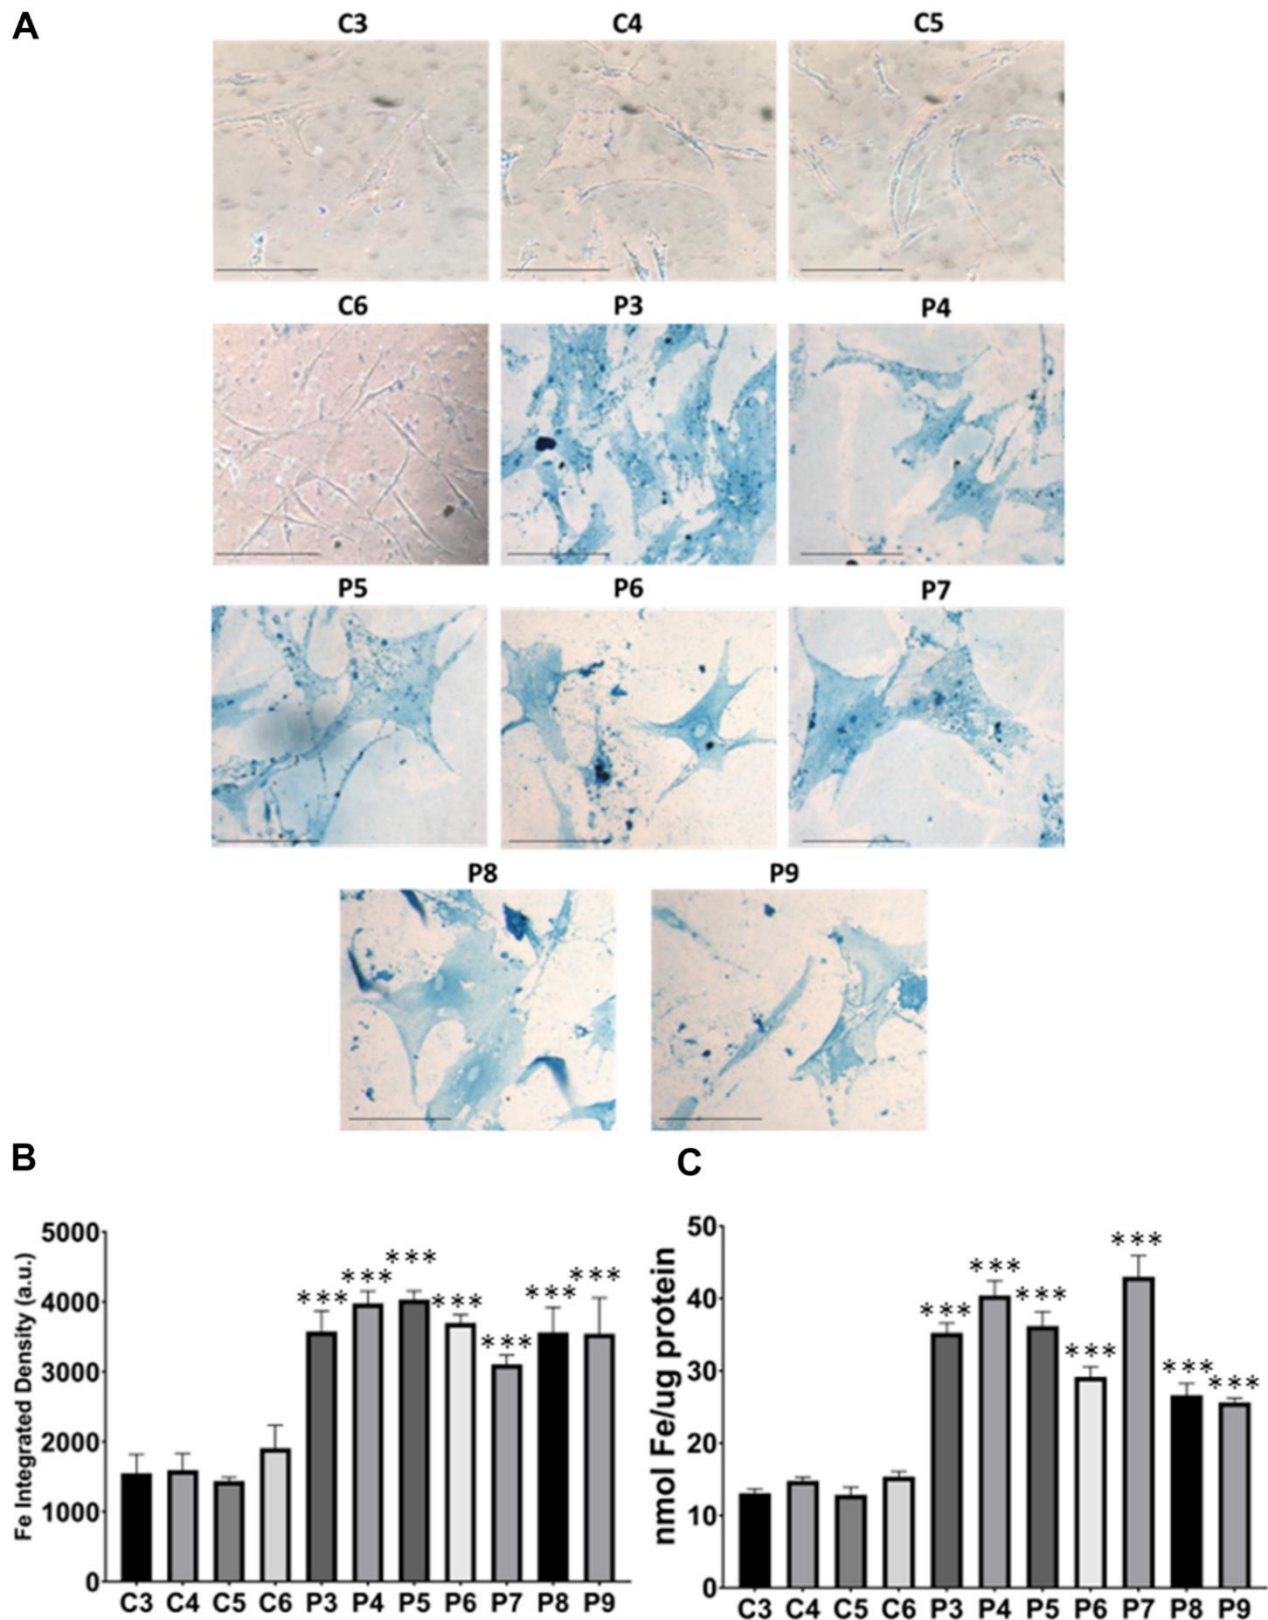 A
C3 C4 C5
C6 P3 P4
P5 P6 P7
P8 P9
B
Fe Integrated Density (a.u.)
5000
4000
3000
2000
1000
0
*** *** *** *** *** *** ***
C3 C4 C5 C6 P3 P4 P5 P6 P7 P8 P9
C
nmol Fe/ug protein
50
40
30
20
10
0
*** *** *** *** *** *** ***
C3 C4 C5 C6 P3 P4 P5 P6 P7 P8 P9